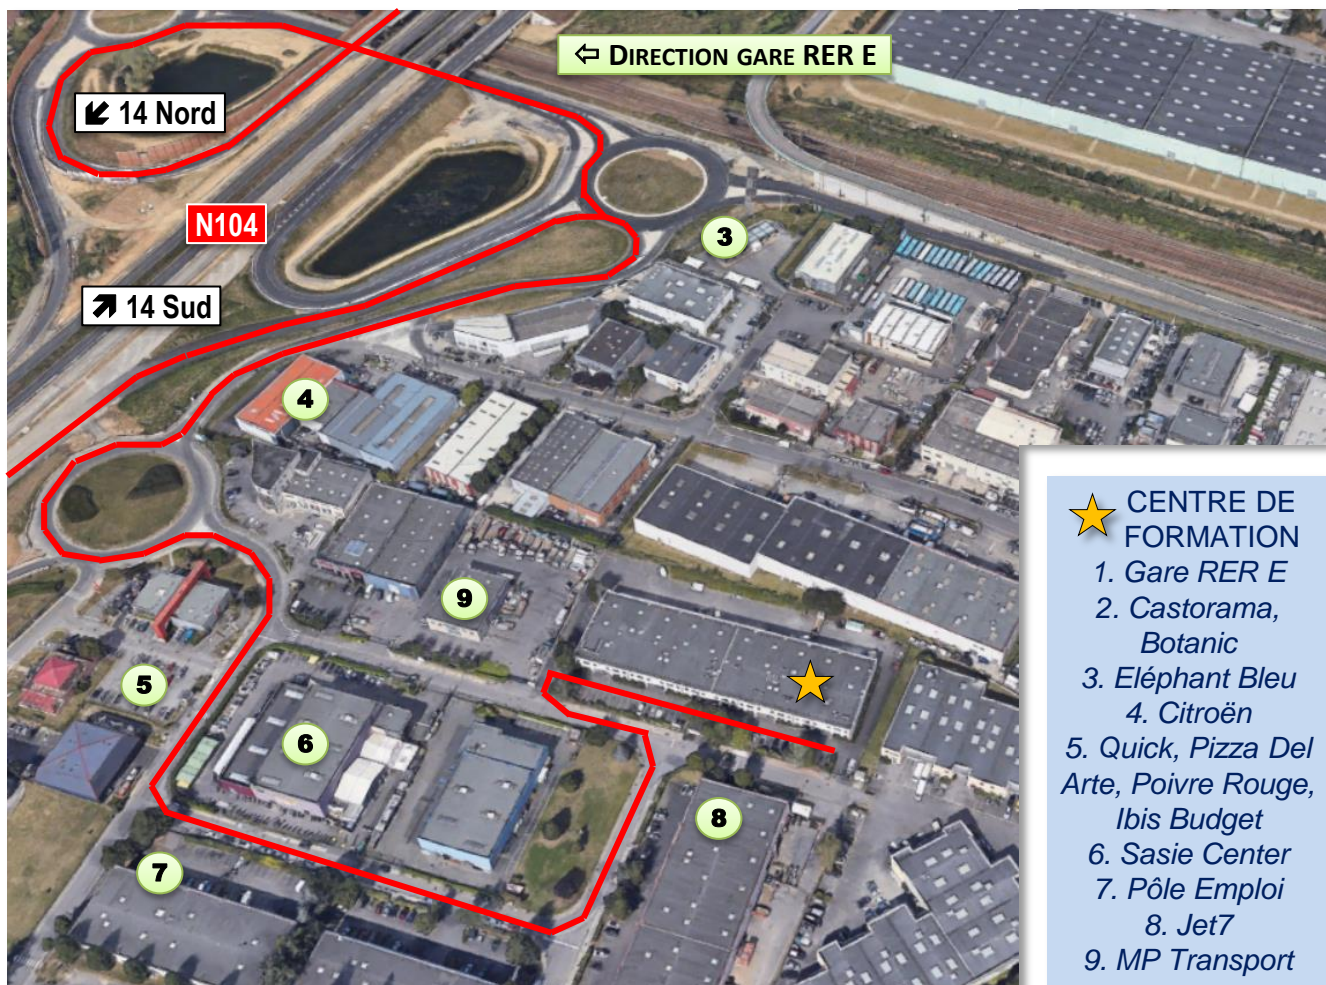 ⇦ DIRECTION GARE RER E
↙ 14 Nord
N104
↗ 14 Sud
3
4
9
5
6
8
7
CENTRE DE
FORMATION
1. Gare RER E
2. Castorama,
Botanic
3. Eléphant Bleu
4. Citroën
5. Quick, Pizza Del
Arte, Poivre Rouge,
Ibis Budget
6. Sasie Center
7. Pôle Emploi
8. Jet7
9. MP Transport